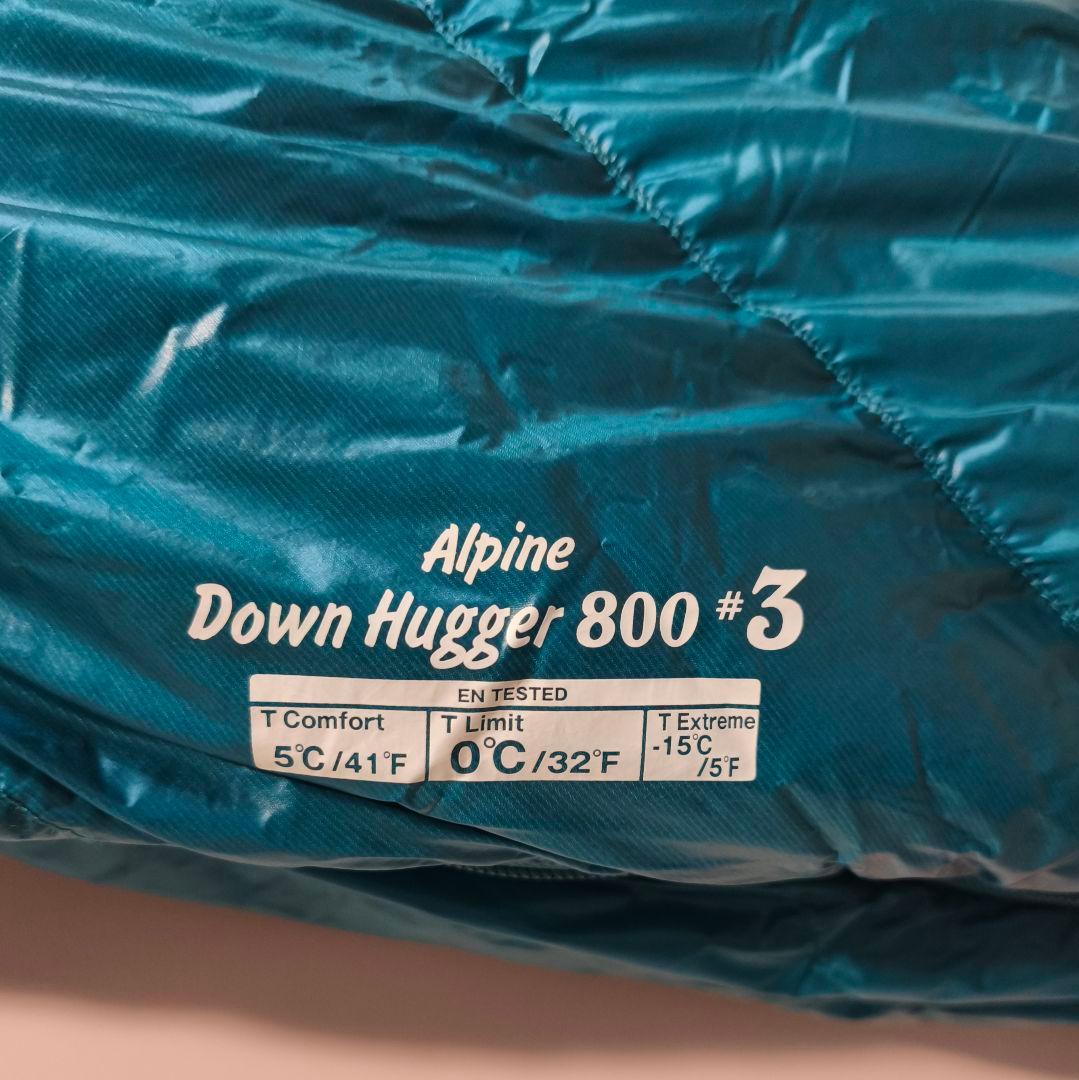 Alpine
Down Hugger 800 #3
EN TESTED
T Comfort
5°C/41°F
T Limit
0°C/32°F
T Extreme
-15°C
/5°F